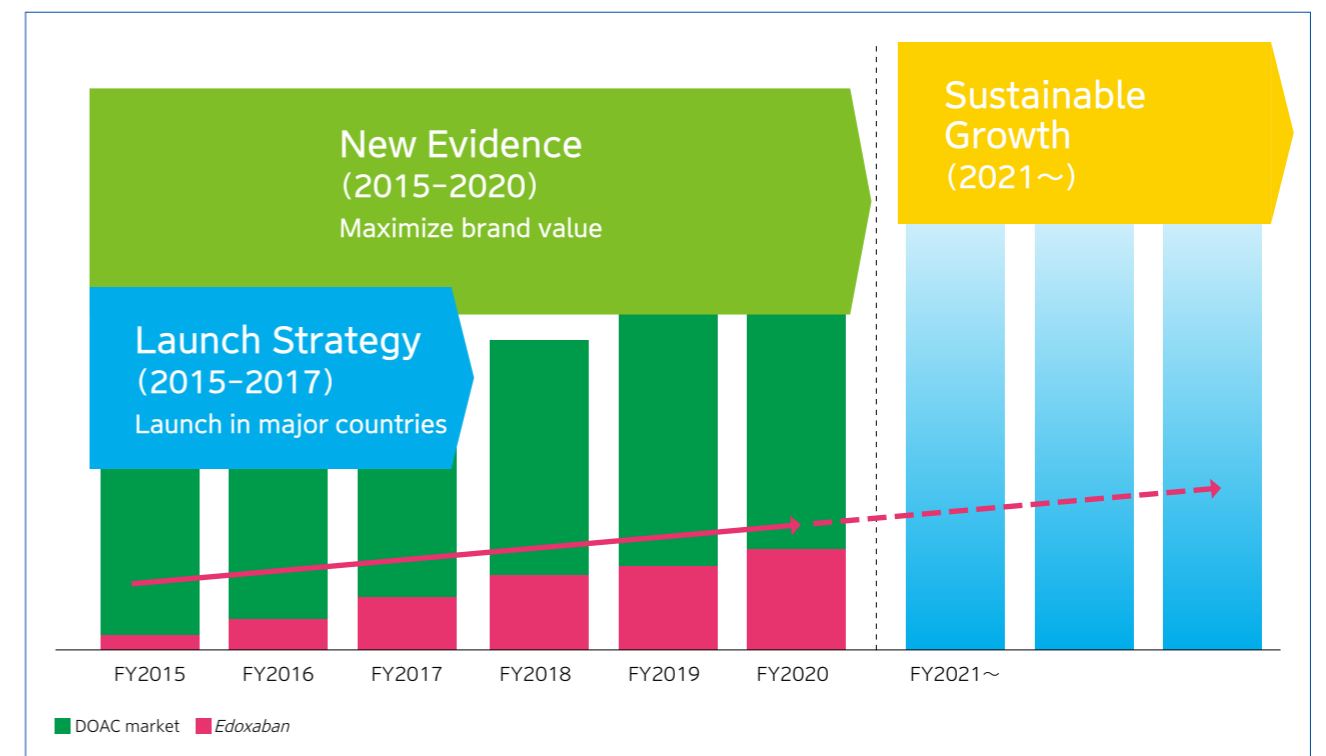 Sustainable
Growth
(2021～)
New Evidence
(2015-2020)
Maximize brand value
Launch Strategy
(2015-2017)
Launch in major countries
FY2015 FY2016 FY2017 FY2018 FY2019 FY2020 FY2021～
DOAC market Edoxaban